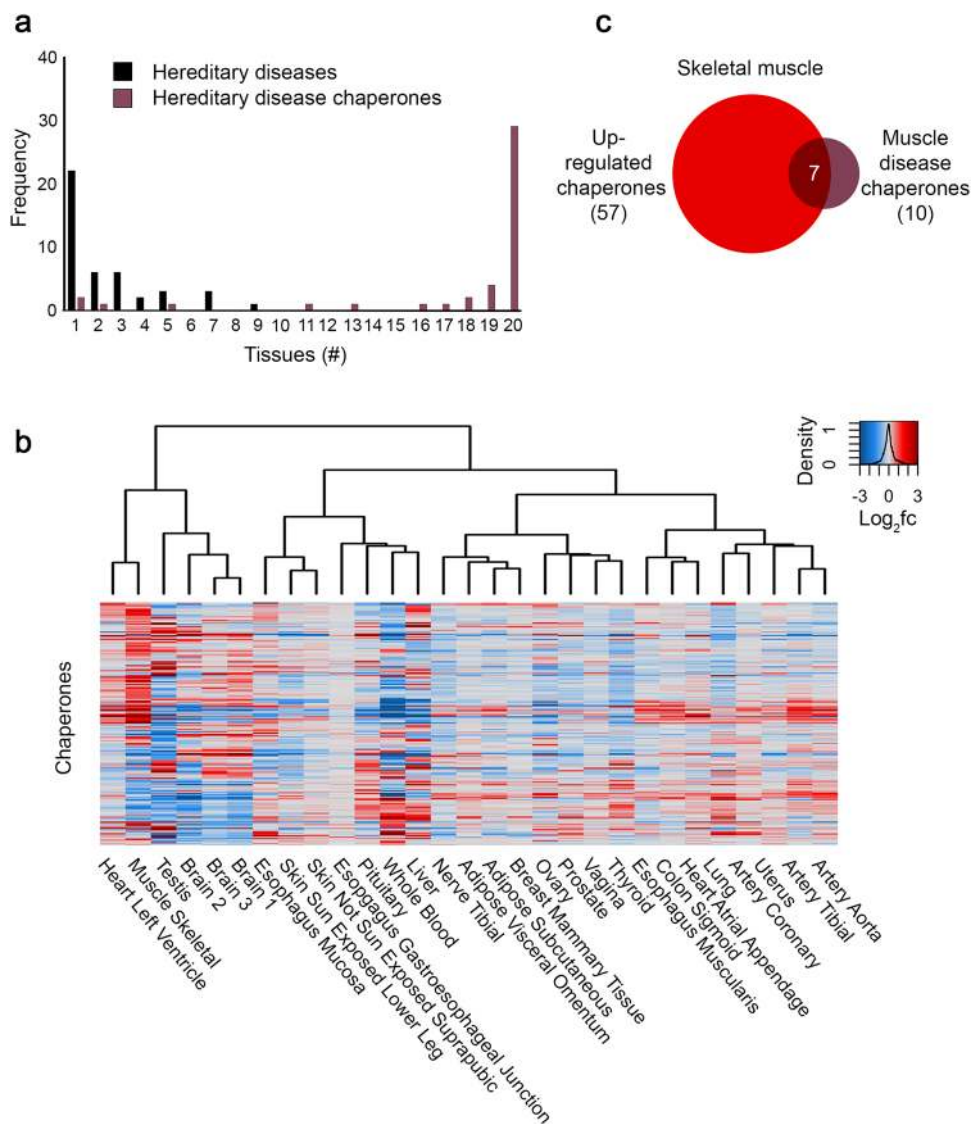 a
40
30
20
10
0
Frequency
Hereditary diseases
Hereditary disease chaperones
1 2 3 4 5 6 7 8 9 10 11 12 13 14 15 16 17 18 19 20
Tissues (#)
c
Skeletal muscle
Up-
regulated
chaperones
(57)
7
Muscle
disease
chaperones
(10)
b
Density
0 1
-3 0 3
Log₂fc
Chaperones
Heart Left Ventricle
Muscle Skeletal
Testis
Brain 2
Brain 3
Brain 1
Esophagus Mucosa
Skin Sun Exposed Lower Leg
Skin Not Sun Exposed Suprapubic
Esopgagus Gastroesophageal Junction
Pituitary
Whole Blood
Liver
Nerve Tibial
Adipose Visceral Omentum
Adipose Subcutaneous
Breast Mammary Tissue
Ovary
Prostate
Vagina
Thyroid
Esophagus Muscularis
Colon Sigmoid
Heart Atrial Appendage
Lung
Artery Coronary
Uterus
Artery Tibial
Artery Aorta